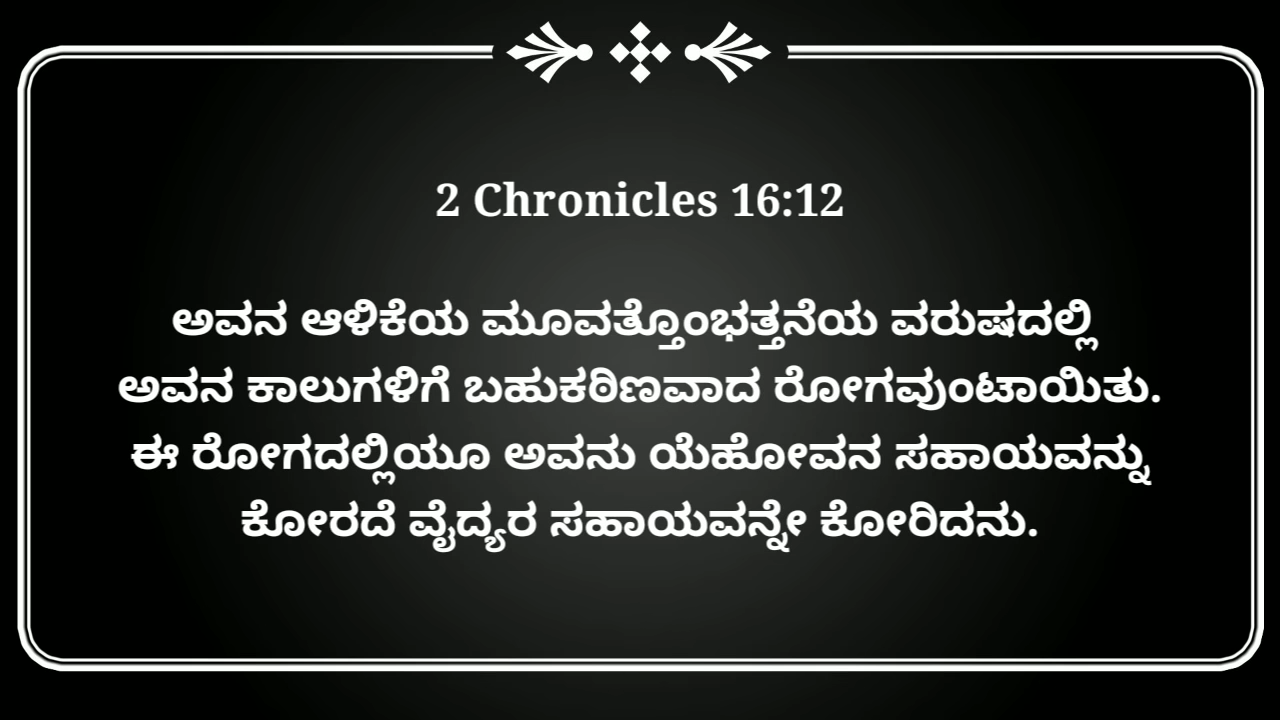 2 Chronicles 16:12
ಅವನ ಆಳಿಕೆಯ ಮೂವತ್ತೊಂಭತ್ತನೆಯ ವರುಷದಲ್ಲಿ
ಅವನ ಕಾಲುಗಳಿಗೆ ಬಹುಕಠಿಣವಾದ ರೋಗವುಂಟಾಯಿತು.
ಈ ರೋಗದಲ್ಲಿಯೂ ಅವನು ಯೆಹೋವನ ಸಹಾಯವನ್ನು
ಕೋರದೆ ವೈದ್ಯರ ಸಹಾಯವನ್ನೇ ಕೋರಿದನು.